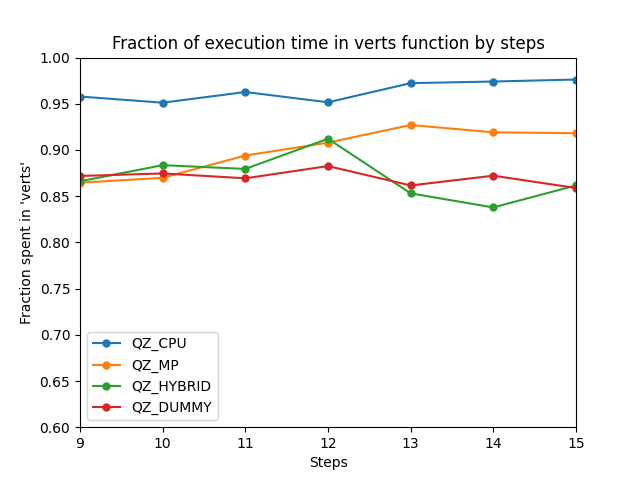 Fraction of execution time in verts function by steps
Fraction spent in 'verts'
1.00
0.95
0.90
0.85
0.80
0.75
0.70
0.65
0.60
QZ_CPU
QZ_MP
QZ_HYBRID
QZ_DUMMY
9 10 11 12 13 14 15
Steps